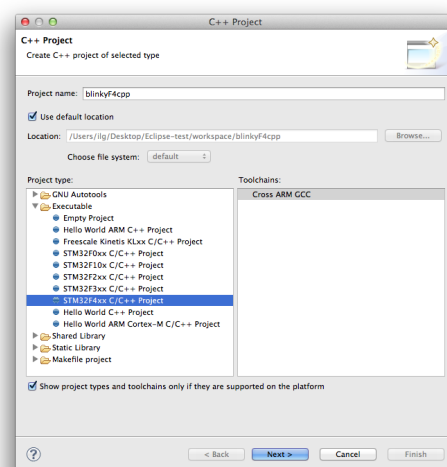 C++ Project
C++ Project
Create C++ project of selected type
Project name: blinkyF4cpp
Use default location
Location: /Users/ilg/Desktop/Eclipse-test/workspace/blinkyF4cpp Browse...
Choose file system: default
Project type: Toolchains:
GNU Autotools Cross ARM GCC
Executable
Empty Project
Hello World ARM C++ Project
Freescale Kinetis KLxx C/C++ Project
STM32F0xx C/C++ Project
STM32F10x C/C++ Project
STM32F2xx C/C++ Project
STM32F3xx C/C++ Project
STM32F4xx C/C++ Project
Hello World C++ Project
Hello World ARM Cortex-M C/C++ Project
Shared Library
Static Library
Makefile project
Show project types and toolchains only if they are supported on the platform
? < Back Next > Cancel Finish